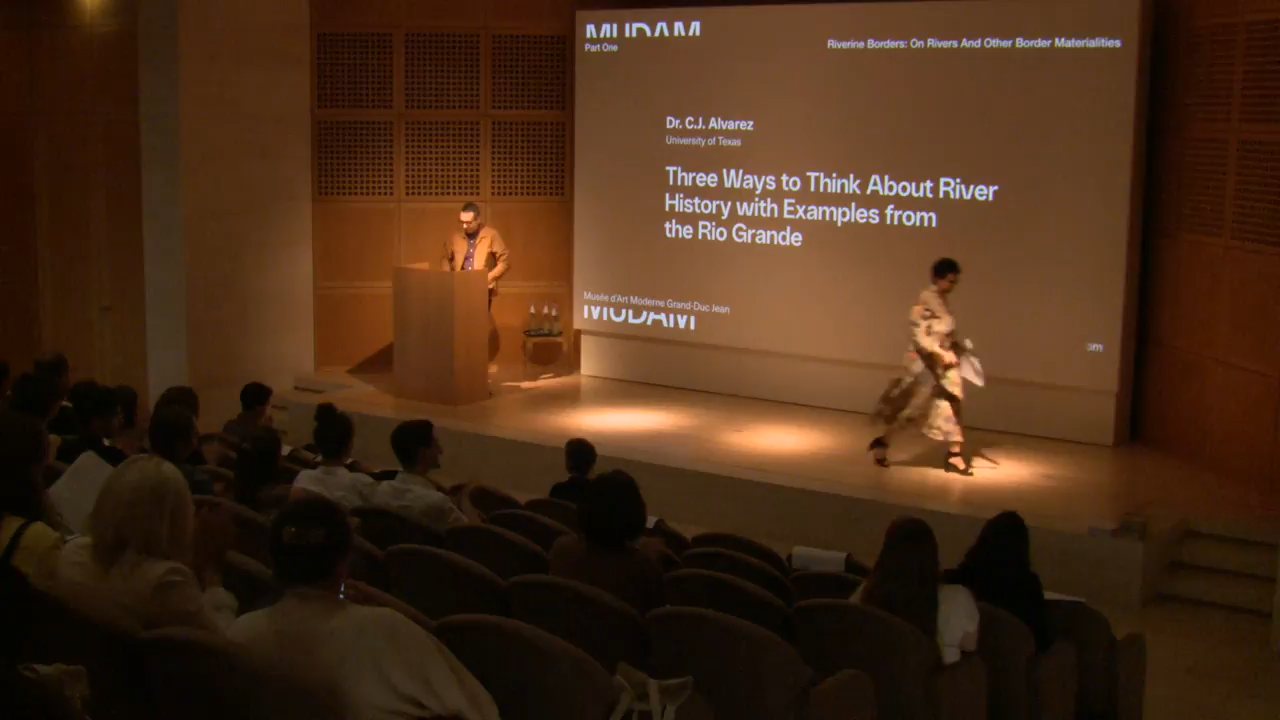 MUDAM
Part One
Riverine Borders: On Rivers And Other Border Materialities
Dr. C.J. Alvarez
University of Texas
Three Ways to Think About River
History with Examples from
the Rio Grande
Musée d'Art Moderne Grand-Duc Jean
MUDAM